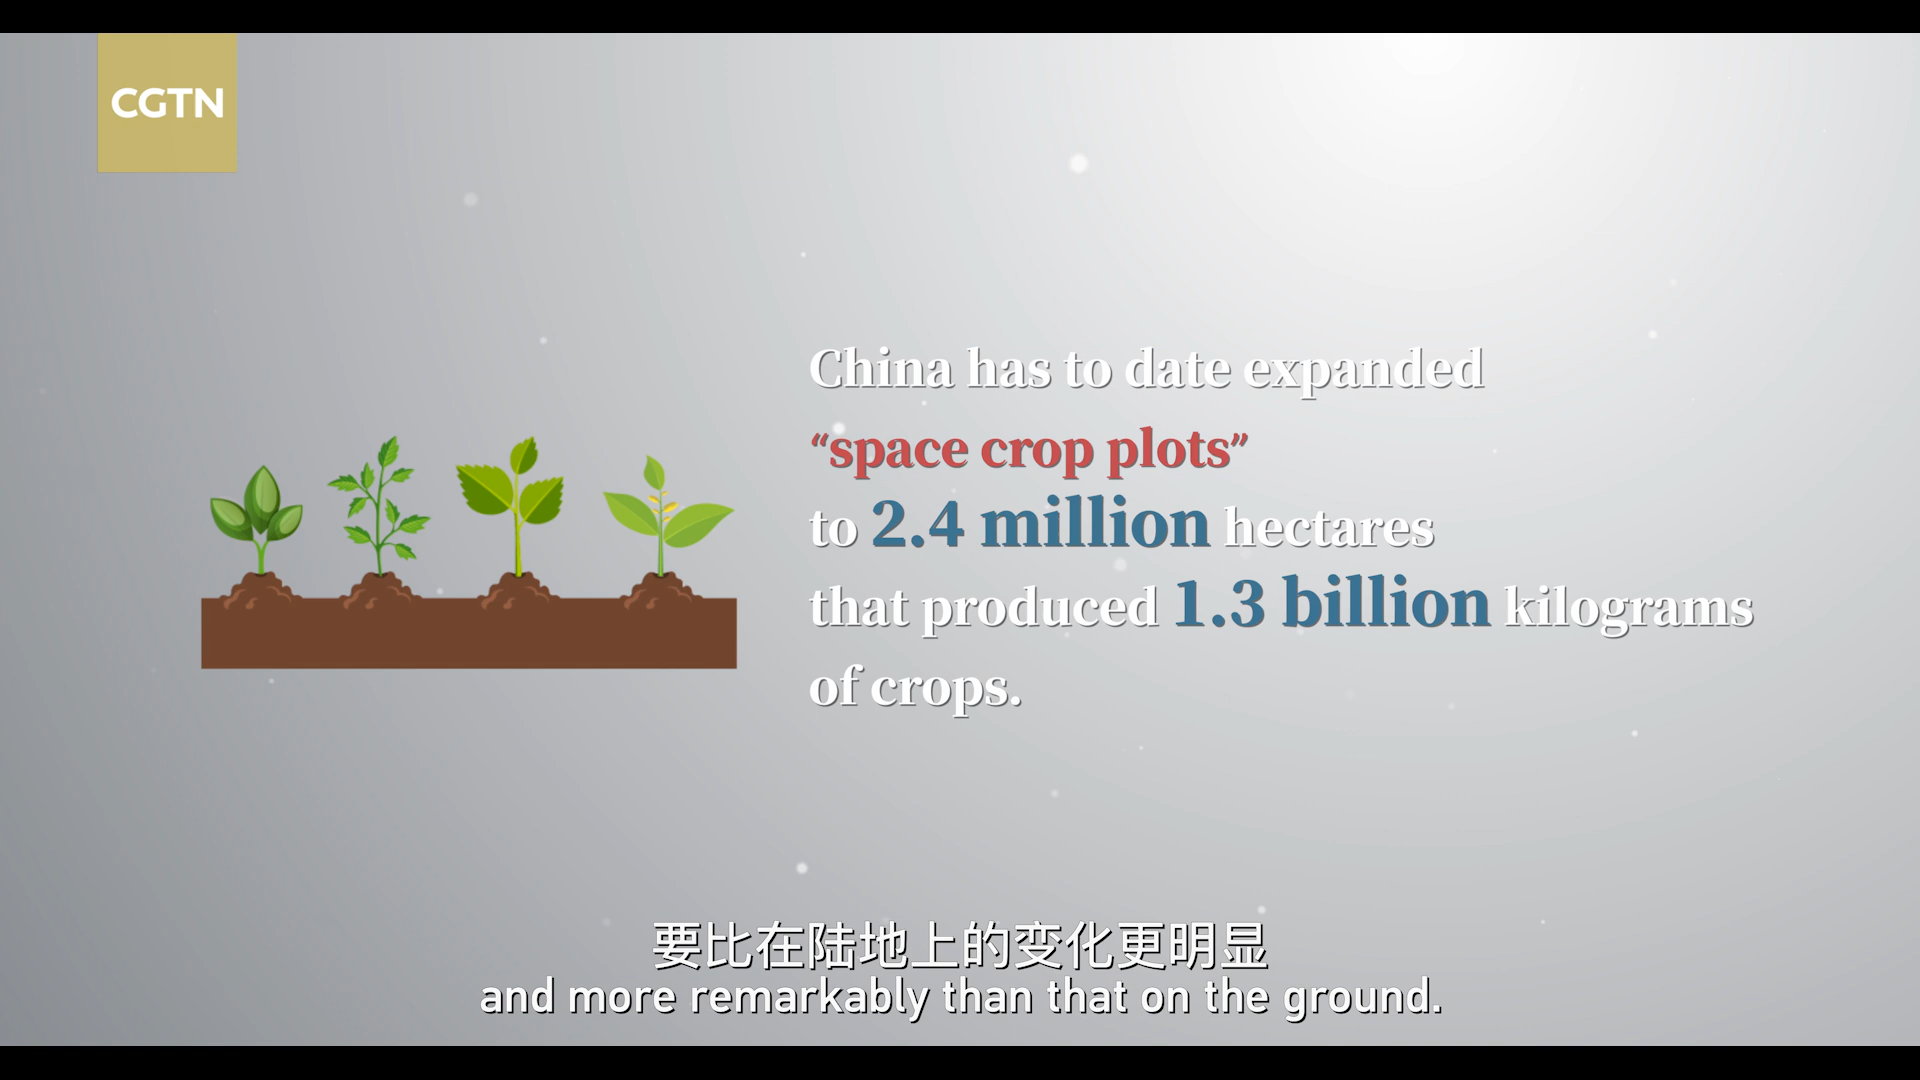 CGTN
China has to date expanded
“space crop plots”
to 2.4 million hectares
that produced 1.3 billion kilograms
of crops.
要比在陆地上的变化更明显
and more remarkably than that on the ground.